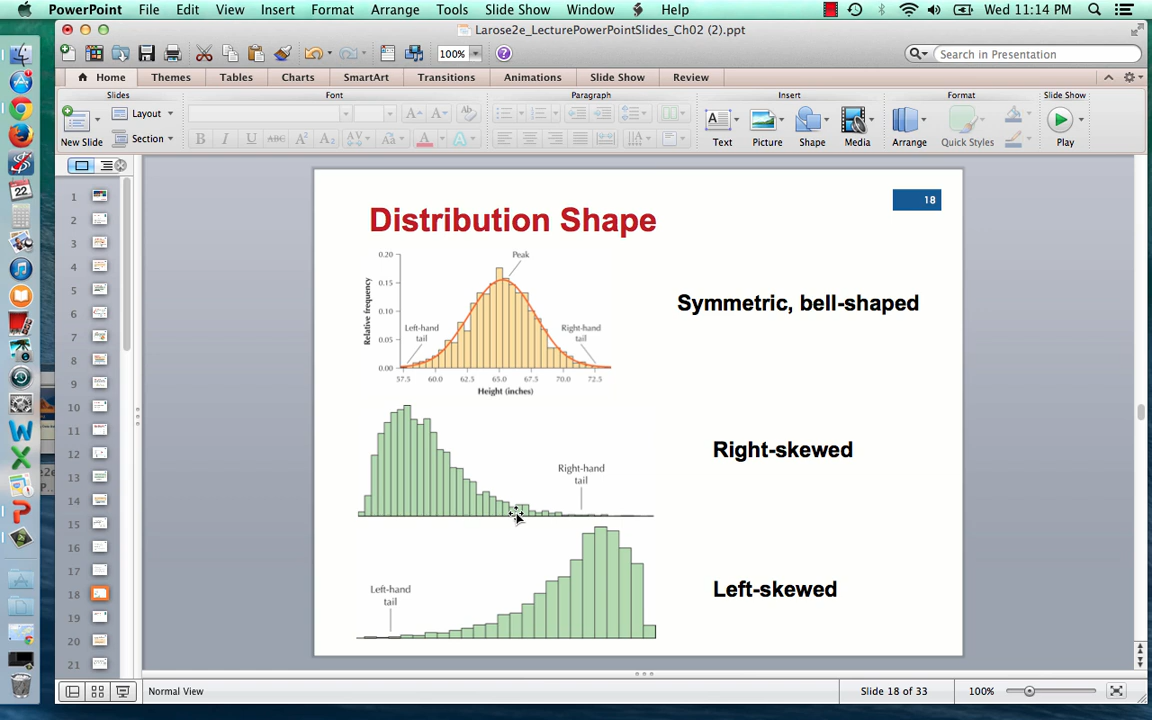 PowerPoint File Edit View Insert Format Arrange Tools Slide Show Window Help Wed 11:14 PM
Larose2e_LecturePowerPointSlides_Ch02 (2).ppt
100% Search in Presentation
Home Themes Tables Charts SmartArt Transitions Animations Slide Show Review
Slides Font Paragraph Insert Format Slide Show
New Slide Layout Section
B I U ABC A² A₂ AV Aa A A
Text Picture Shape Media Arrange Quick Styles Play
1
2
3
4
5
6
7
8
9
10
11
12
13
14
15
16
17
18
19
20
21
18
Distribution Shape
0.20
0.15
0.10
0.05
0.00
Relative frequency
Peak
Left-hand
tail
Right-hand
tail
57.5 60.0 62.5 65.0 67.5 70.0 72.5
Height (inches)
Symmetric, bell-shaped
Right-hand
tail
Right-skewed
Left-hand
tail
Left-skewed
Normal View Slide 18 of 33 100%